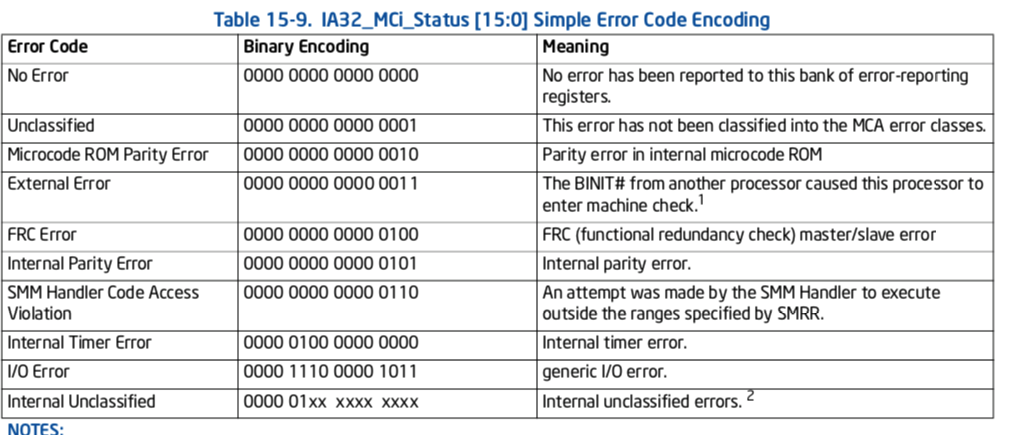 Table 15-9. IA32_MCi_Status [15:0] Simple Error Code Encoding
Error Code Binary Encoding Meaning
No Error 0000 0000 0000 0000 No error has been reported to this bank of error-reporting
registers.
Unclassified 0000 0000 0000 0001 This error has not been classified into the MCA error classes.
Microcode ROM Parity Error 0000 0000 0000 0010 Parity error in internal microcode ROM
External Error 0000 0000 0000 0011 The BINIT# from another processor caused this processor to
enter machine check.1
FRC Error 0000 0000 0000 0100 FRC (functional redundancy check) master/slave error
Internal Parity Error 0000 0000 0000 0101 Internal parity error.
SMM Handler Code Access 0000 0000 0000 0110 An attempt was made by the SMM Handler to execute
Violation outside the ranges specified by SMRR.
Internal Timer Error 0000 0100 0000 0000 Internal timer error.
I/O Error 0000 1110 0000 1011 generic I/O error.
Internal Unclassified 0000 01xx xxxx xxxx Internal unclassified errors. 2
NOTES: